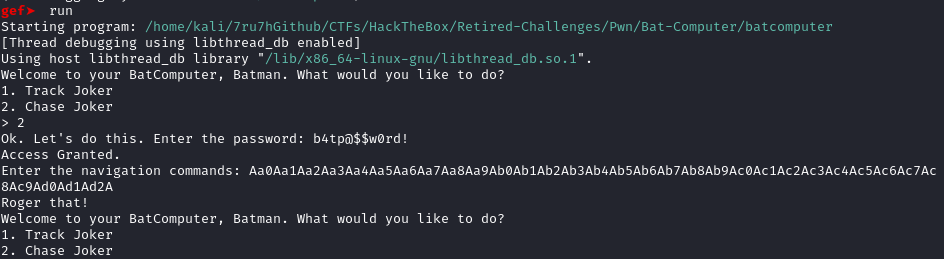 gef➤  run
Starting program: /home/kali/7ru7hGithub/CTFs/HackTheBox/Retired-Challenges/Pwn/Bat-Computer/batcomputer
[Thread debugging using libthread_db enabled]
Using host libthread_db library "/lib/x86_64-linux-gnu/libthread_db.so.1".
Welcome to your BatComputer, Batman. What would you like to do?
1. Track Joker
2. Chase Joker
> 2
Ok. Let's do this. Enter the password: b4tp@$$w0rd!
Access Granted.
Enter the navigation commands: Aa0Aa1Aa2Aa3Aa4Aa5Aa6Aa7Aa8Aa9Ab0Ab1Ab2Ab3Ab4Ab5Ab6Ab7Ab8Ab9Ac0Ac1Ac2Ac3Ac4Ac5Ac6Ac7Ac
8Ac9Ad0Ad1Ad2A
Roger that!
Welcome to your BatComputer, Batman. What would you like to do?
1. Track Joker
2. Chase Joker